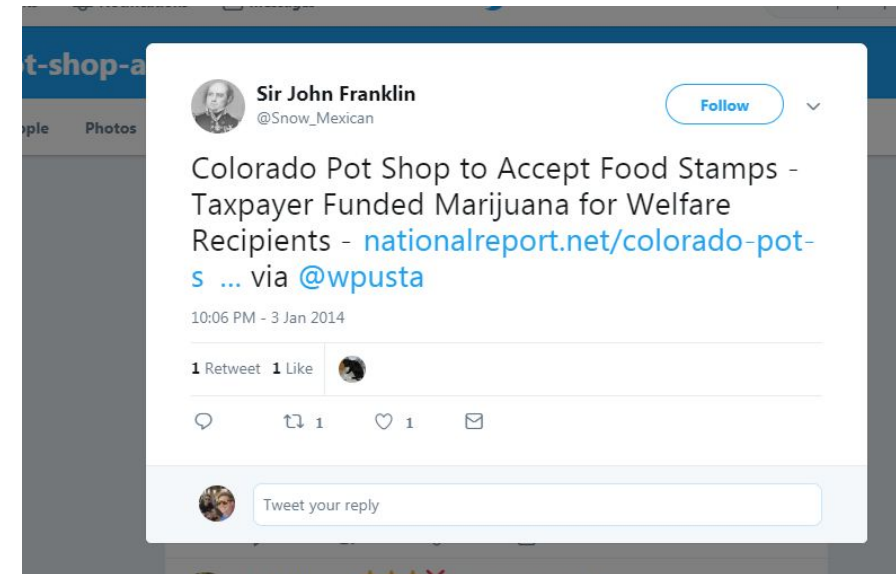 t-shop-a
ople Photos
Sir John Franklin
@Snow_Mexican
Follow
Colorado Pot Shop to Accept Food Stamps -
Taxpayer Funded Marijuana for Welfare
Recipients - nationalreport.net/colorado-pot-
s ... via @wpusta
10:06 PM - 3 Jan 2014
1 Retweet 1 Like
1 1
Tweet your reply